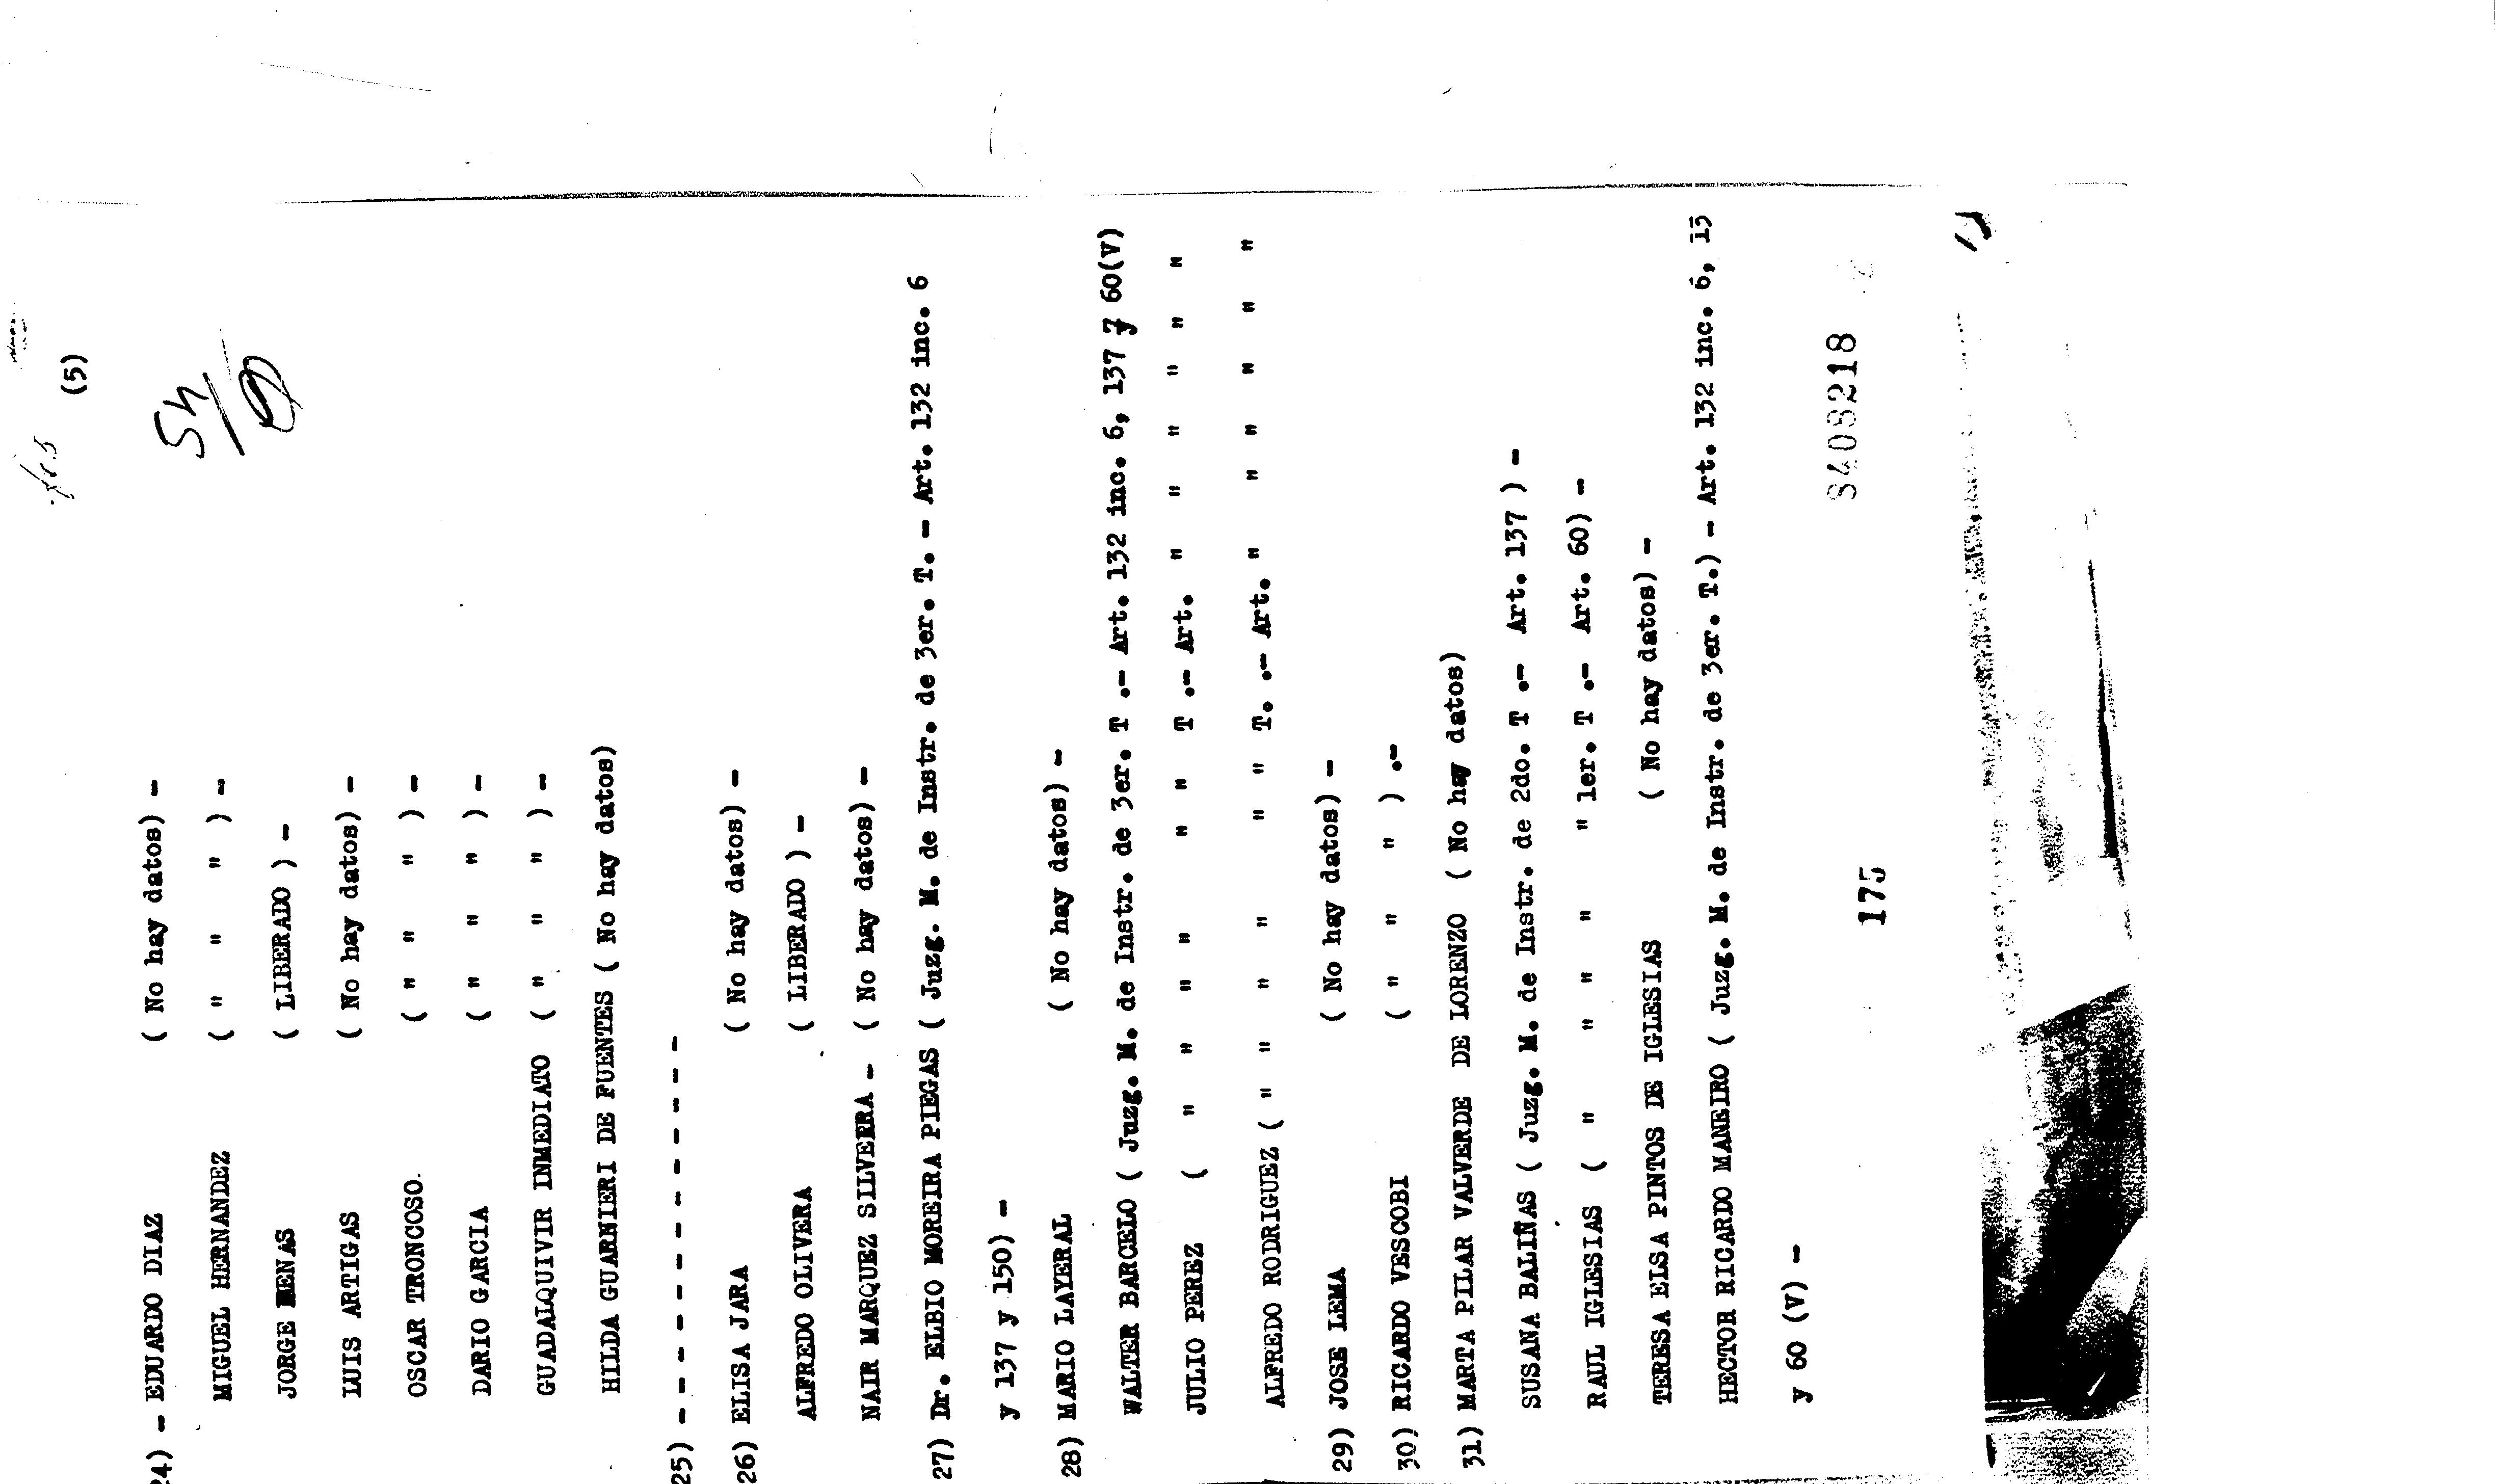 (5)
54
24) - EDUARDO DIAZ ( No hay datos) -
MIGUEL HERNANDEZ ( " " " ) -
JORGE MENAS ( LIBERADO ) -
LUIS ARTIGAS ( No hay datos) -
OSCAR TRONCOSO. ( " " " ) -
DARIO GARCIA ( " " " ) -
GUADALQUIVIR INMEDIATO ( " " " ) -
HILDA GUARNIERI DE FUENTES ( No hay datos)
25) - - - - - - - - - - - - - -
26) ELISA JARA ( No hay datos) -
ALFREDO OLIVERA ( LIBERADO ) -
NAIR MARQUEZ SILVEIRA - ( No hay datos) -
27) Dr. ELBIO MOREIRA PIEGAS ( Juzg. M. de Instr. de 3er. T. - Art. 132 inc. 6
y 137 y 150) -
28) MARIO LAYERAL ( No hay datos) -
WALTER BARCELO ( Juzg. M. de Instr. de 3er. T .- Art. 132 inc. 6, 137 y 60(V)
JULIO PEREZ ( " " " " " " T .- Art. " " " " " "
ALFREDO RODRIGUEZ ( " " " " " " T. .- Art. " " " " " "
29) JOSE LEMA ( No hay datos) -
30) RICARDO VESCOBI ( " " " ) .-
31) MARTA PILAR VALVERDE DE LORENZO ( No hay datos)
SUSANA BALIÑAS ( Juzg. M. de Instr. de 2do. T .- Art. 137 ) -
RAUL IGLESIAS ( " " " " " 1er. T .- Art. 60) -
TERESA ELSA PINTOS DE IGLESIAS ( No hay datos) -
HECTOR RICARDO MANEIRO ( Juzg. M. de Instr. de 3er. T.) - Art. 132 inc. 6, 13
y 60 (V) -
175